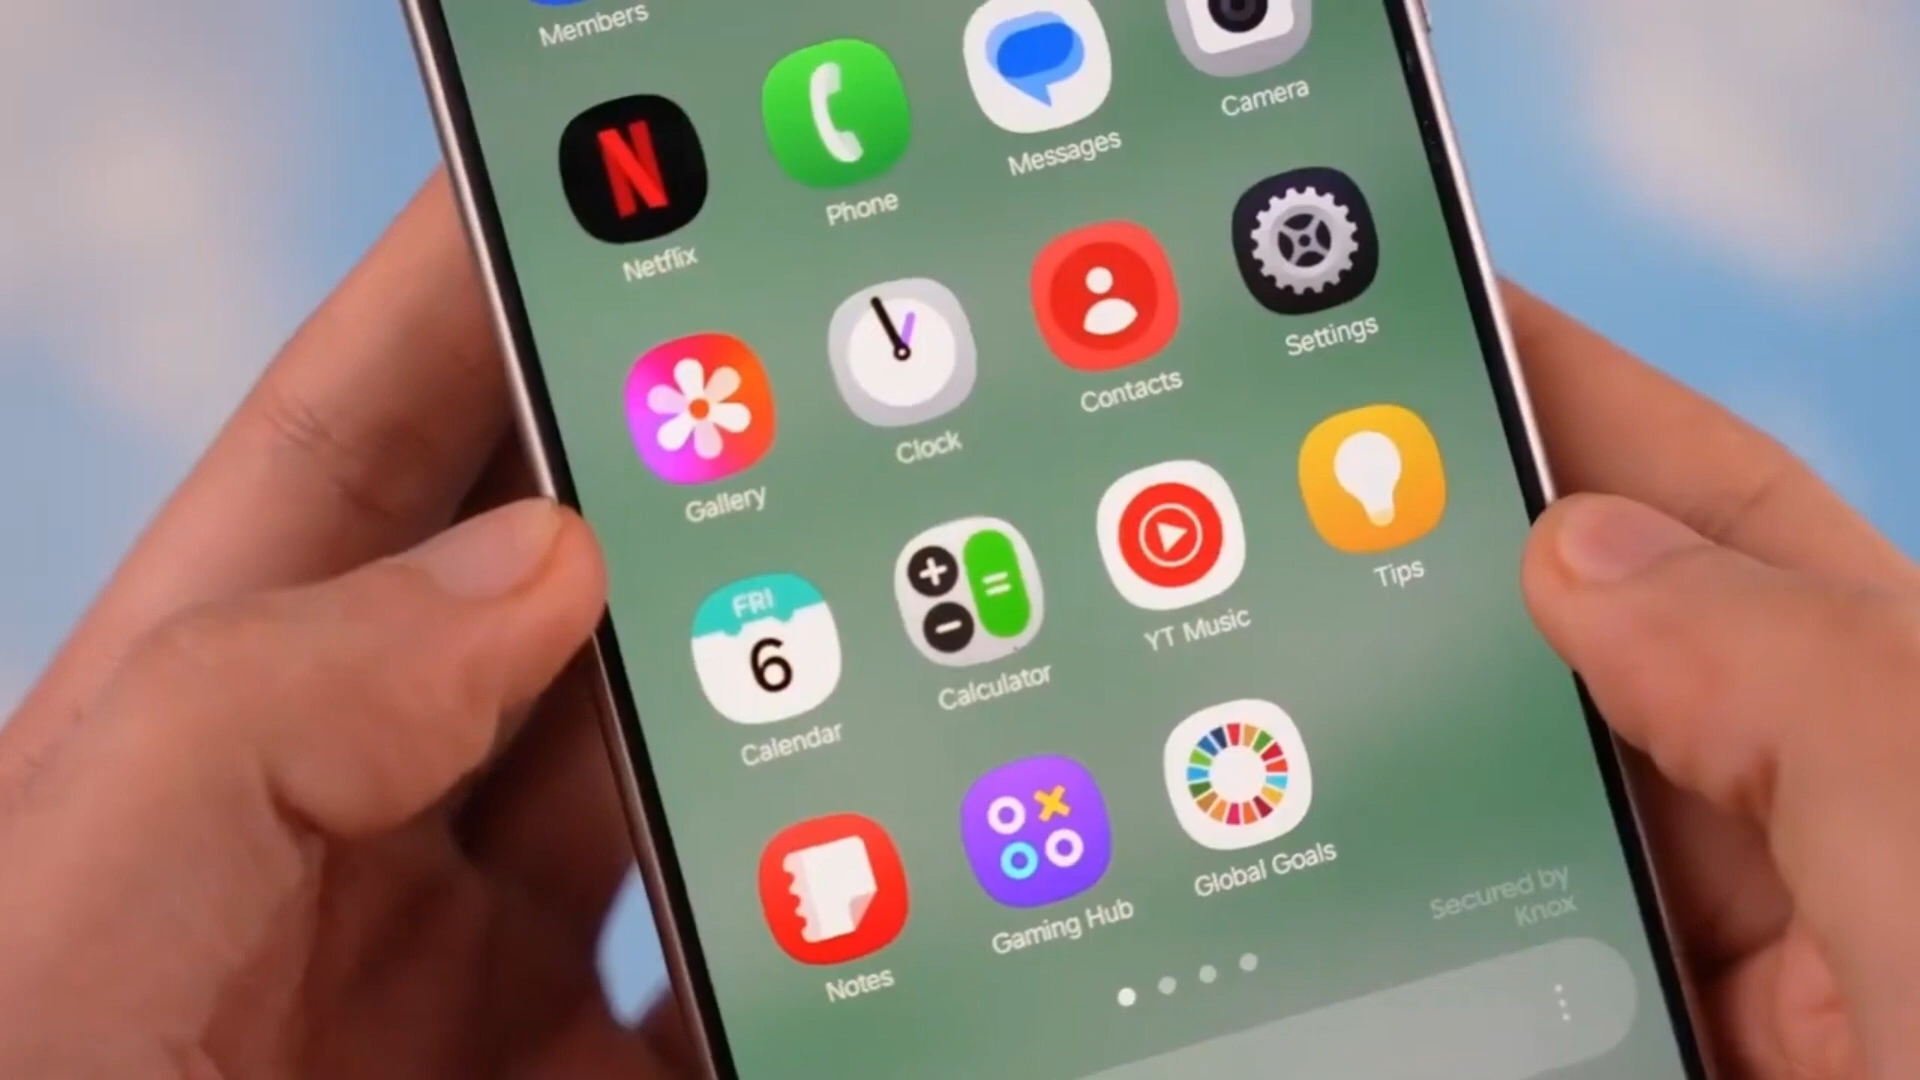 Members
Netflix
Phone
Messages
Camera
Gallery
Clock
Contacts
Settings
FRI
6
Calendar
Calculator
YT Music
Tips
Notes
Gaming Hub
Global Goals
Secured by
Knox